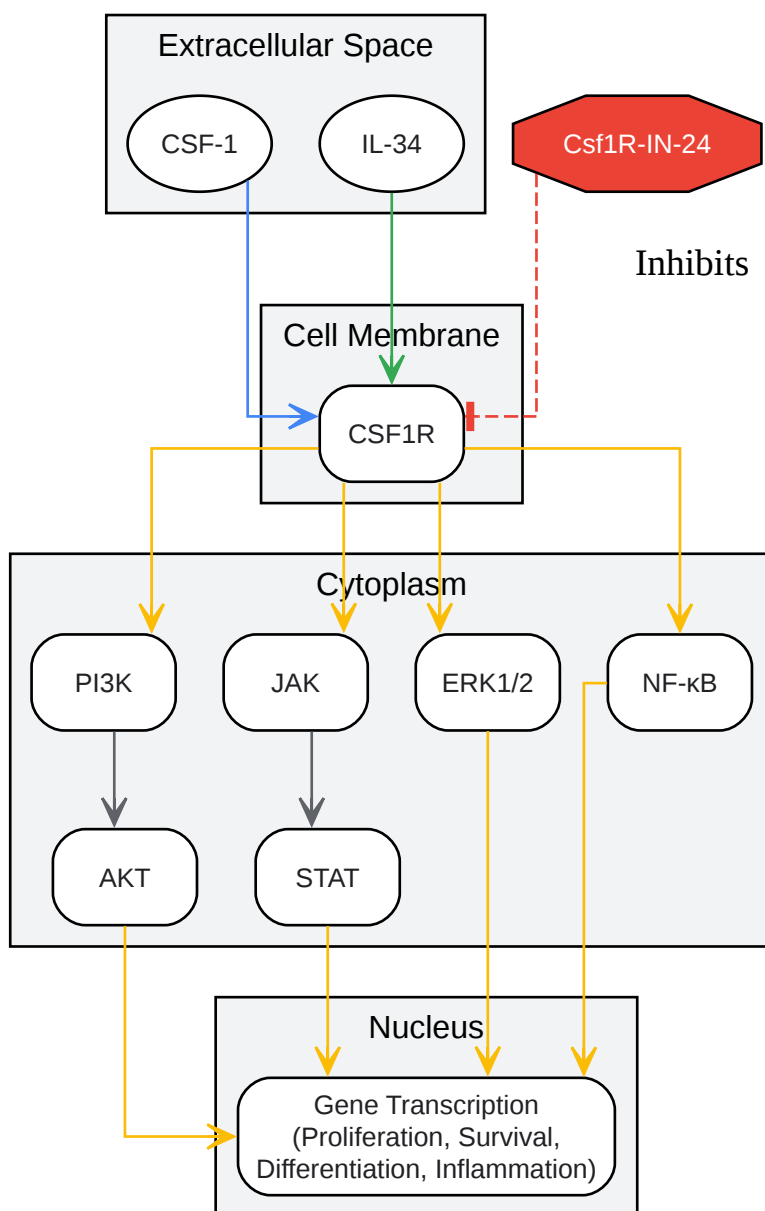 Extracellular Space
CSF-1
IL-34
Csf1R-IN-24
Inhibits
Cell Membrane
CSF1R
Cytoplasm
PI3K
JAK
ERK1/2
NF-κB
AKT
STAT
Nucleus
Gene Transcription
(Proliferation, Survival,
Differentiation, Inflammation)